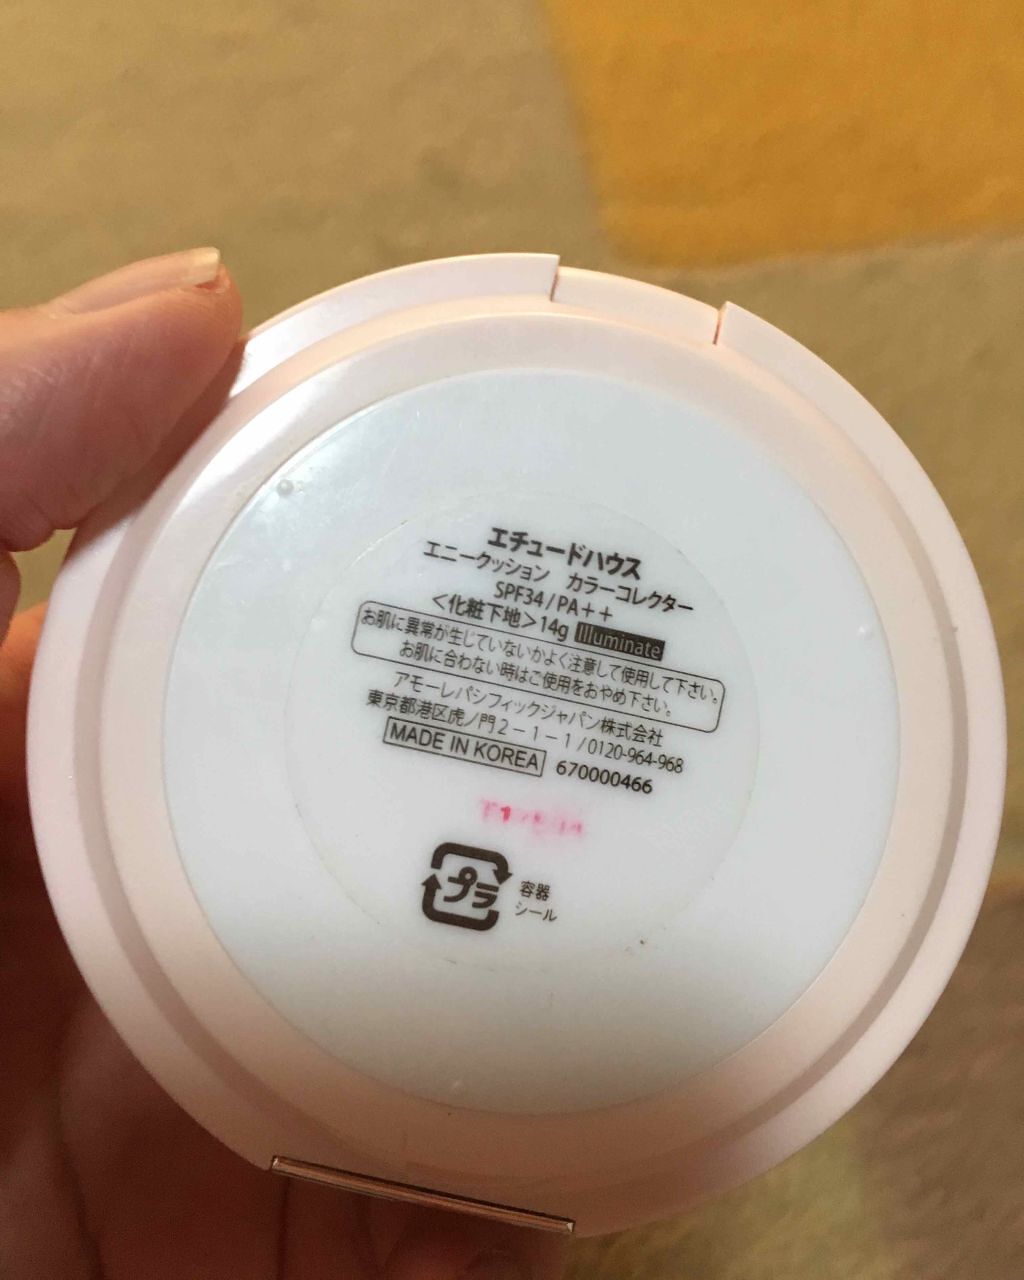 エチュードハウス
エニークッション　カラーコレクター
SPF34/PA++
<化粧下地>14g Illuminate
お肌に異常が生じていないかよく注意して使用して下さい。
お肌に合わない時はご使用をおやめ下さい。
アモーレパシフィックジャパン株式会社
東京都港区虎ノ門2－1－1/0120-964-968
MADE IN KOREA 670000466
プラ
容器
シール